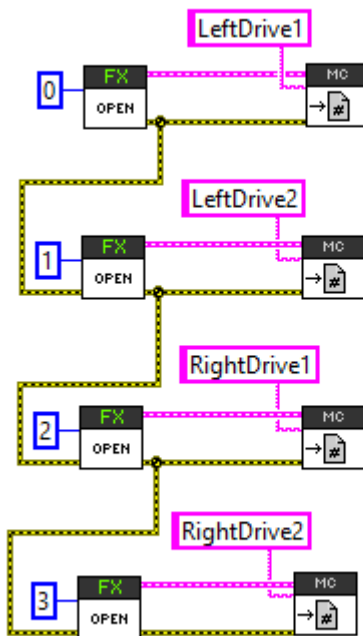 LeftDrive1
FX MC
0 OPEN #
LeftDrive2
FX MC
1 OPEN #
RightDrive1
FX MC
2 OPEN #
RightDrive2
FX MC
3 OPEN #